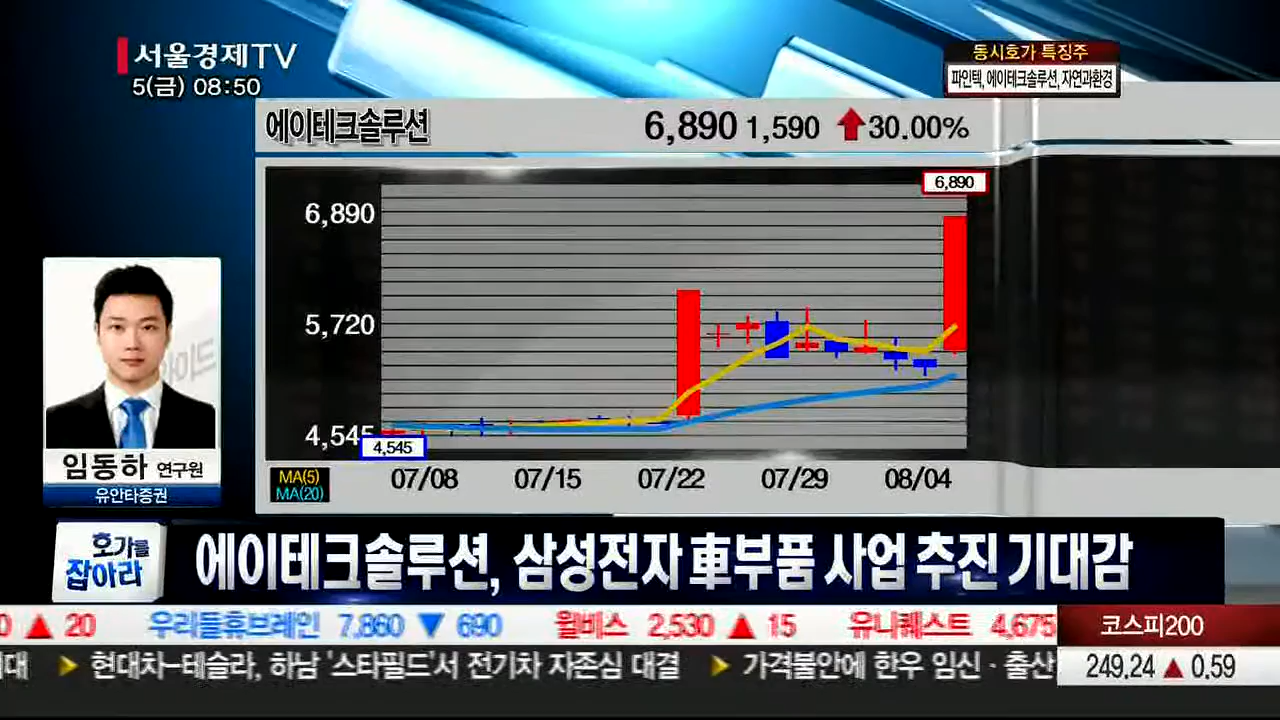 서울경제TV
5(금) 08:50
동시호가 특징주
파인텍, 에이테크솔루션, 자연과환경
에이테크솔루션 6,890 1,590 30.00%
6,890
6,890
5,720
4,545
4,545
07/08 07/15 07/22 07/29 08/04
MA(5)
MA(20)
임동하 연구원
유안타증권
호가를
잡아라
에이테크솔루션, 삼성전자 車부품 사업 추진 기대감
0 ▲ 20 우리들휴브레인 7,860 ▼ 690 윌비스 2,530 ▲ 15 유니퀘스트 4,675
코스피200
대 현대차-테슬라, 하남 '스타필드'서 전기차 자존심 대결 가격불안에 한우 임신·출산
249.24 ▲ 0.59